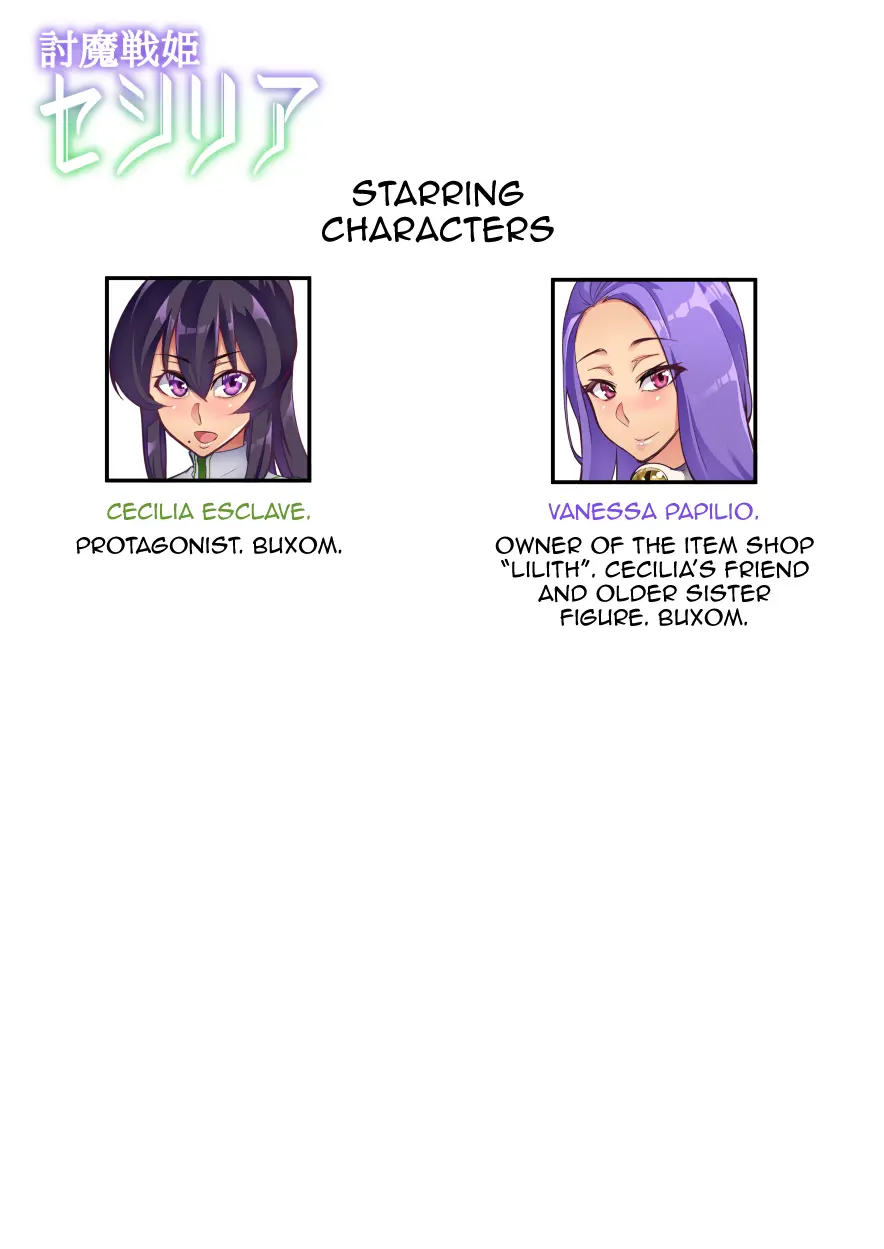 討魔戦姫
セシリア
STARRING
CHARACTERS
CECILIA ESCLAVE.
PROTAGONIST. BUXOM.
VANESSA PAPILIO.
OWNER OF THE ITEM SHOP
"LILITH". CECILIA'S FRIEND
AND OLDER SISTER
FIGURE. BUXOM.